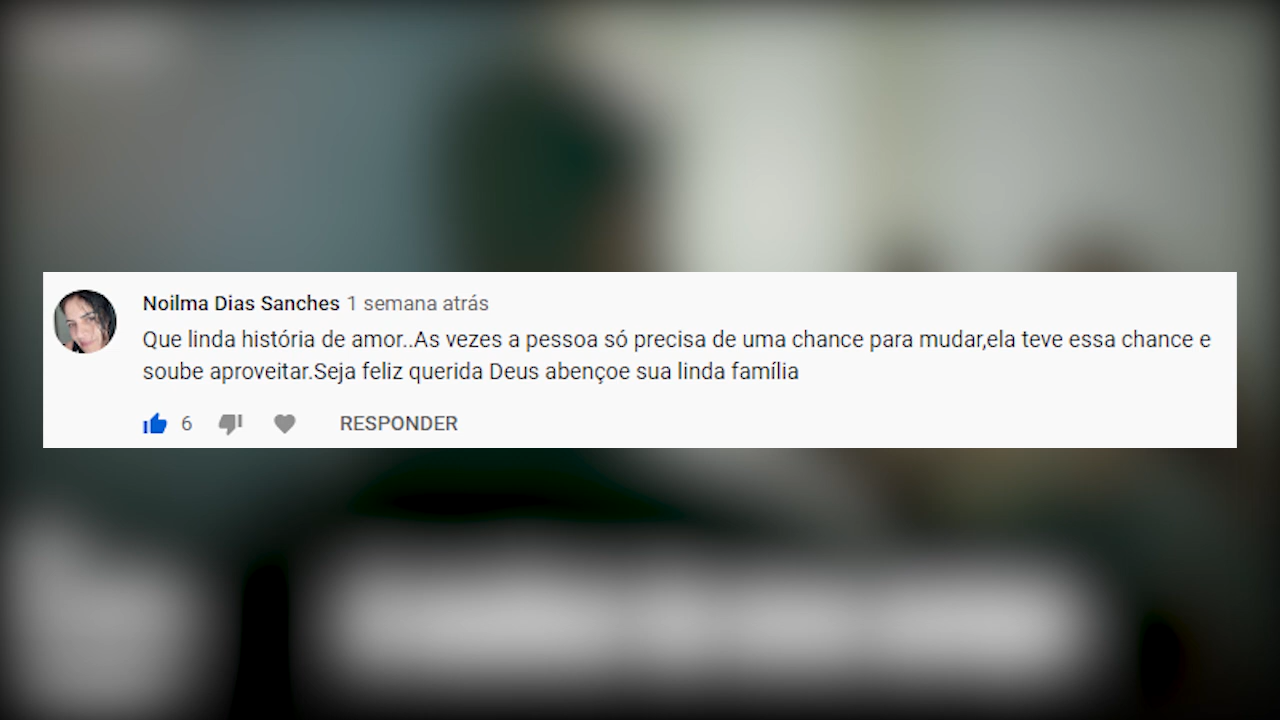 Noilma Dias Sanches 1 semana atrás
Que linda história de amor..As vezes a pessoa só precisa de uma chance para mudar,ela teve essa chance e
soube aproveitar.Seja feliz querida Deus abençoe sua linda família
6 RESPONDER